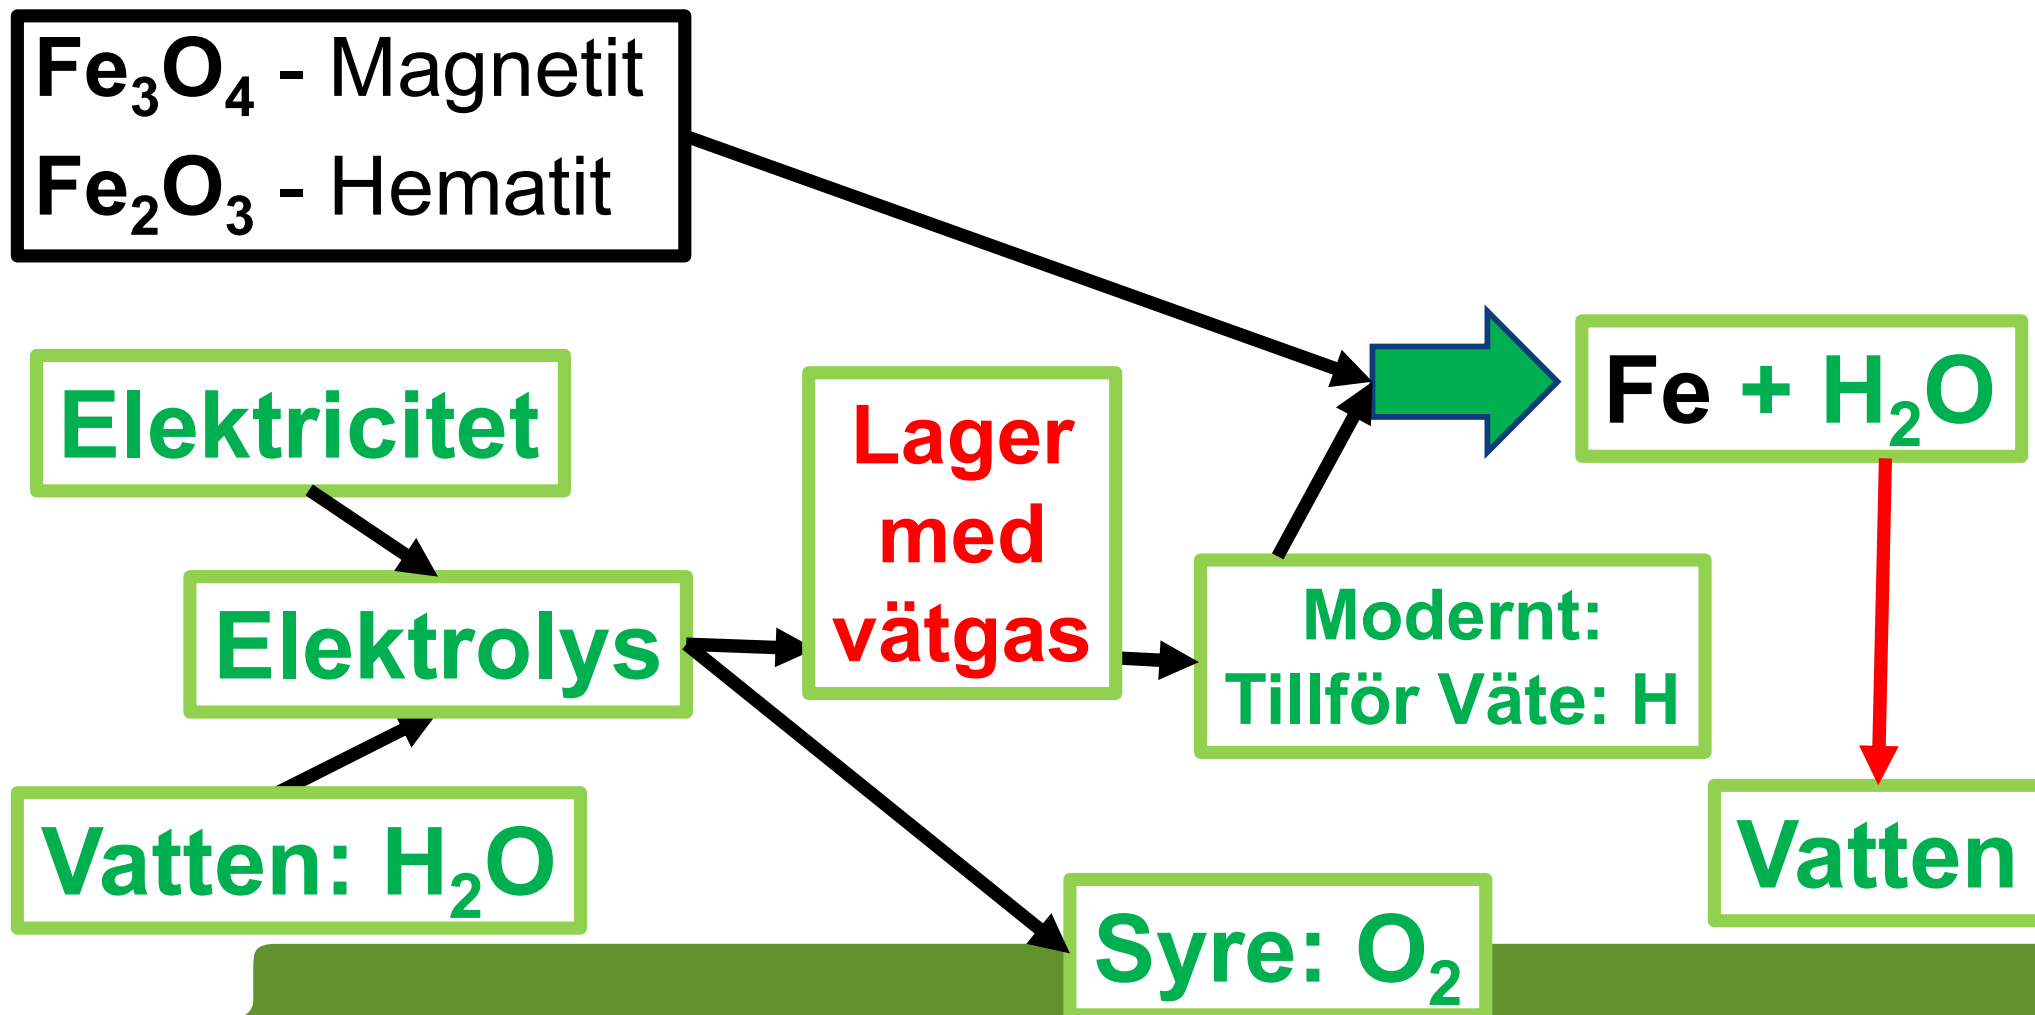 Fe₃O₄ - Magnetit
Fe₂O₃ - Hematit
Elektricitet
Elektrolys
Vatten: H₂O
Lager
med
vätgas
Modernt:
Tillför Väte: H
Fe + H₂O
Vatten
Syre: O₂